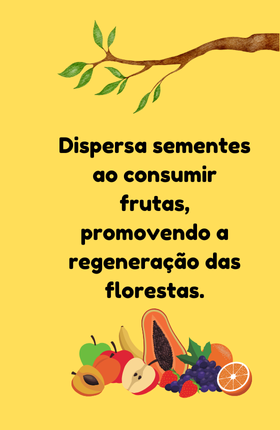 Dispersa sementes
ao consumir
frutas,
promovendo a
regeneração das
florestas.